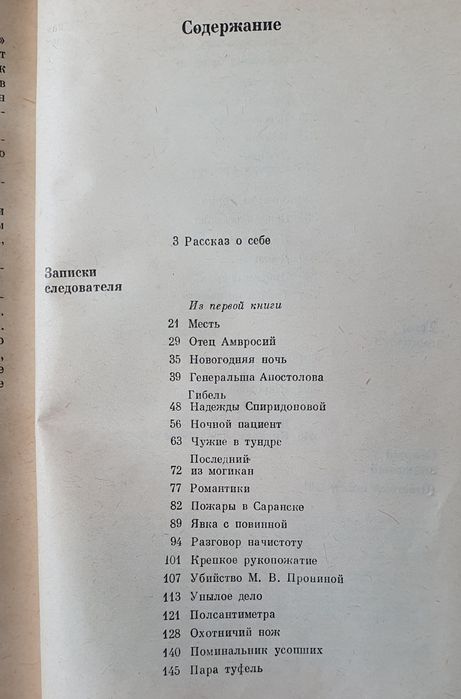 Содержание
3 Рассказ о себе
Записки
следователя
Из первой книги
21 Месть
29 Отец Амвросий
35 Новогодняя ночь
39 Генеральша Апостолова
Гибель
48 Надежды Спиридоновой
56 Ночной пациент
63 Чужие в тундре
Последний
72 из могикан
77 Романтики
82 Пожары в Саранске
89 Явка с повинной
94 Разговор начистоту
101 Крепкое рукопожатие
107 Убийство М. В. Прониной
113 Унылое дело
121 Полсантиметра
128 Охотничий нож
140 Поминальник усопших
145 Пара туфель